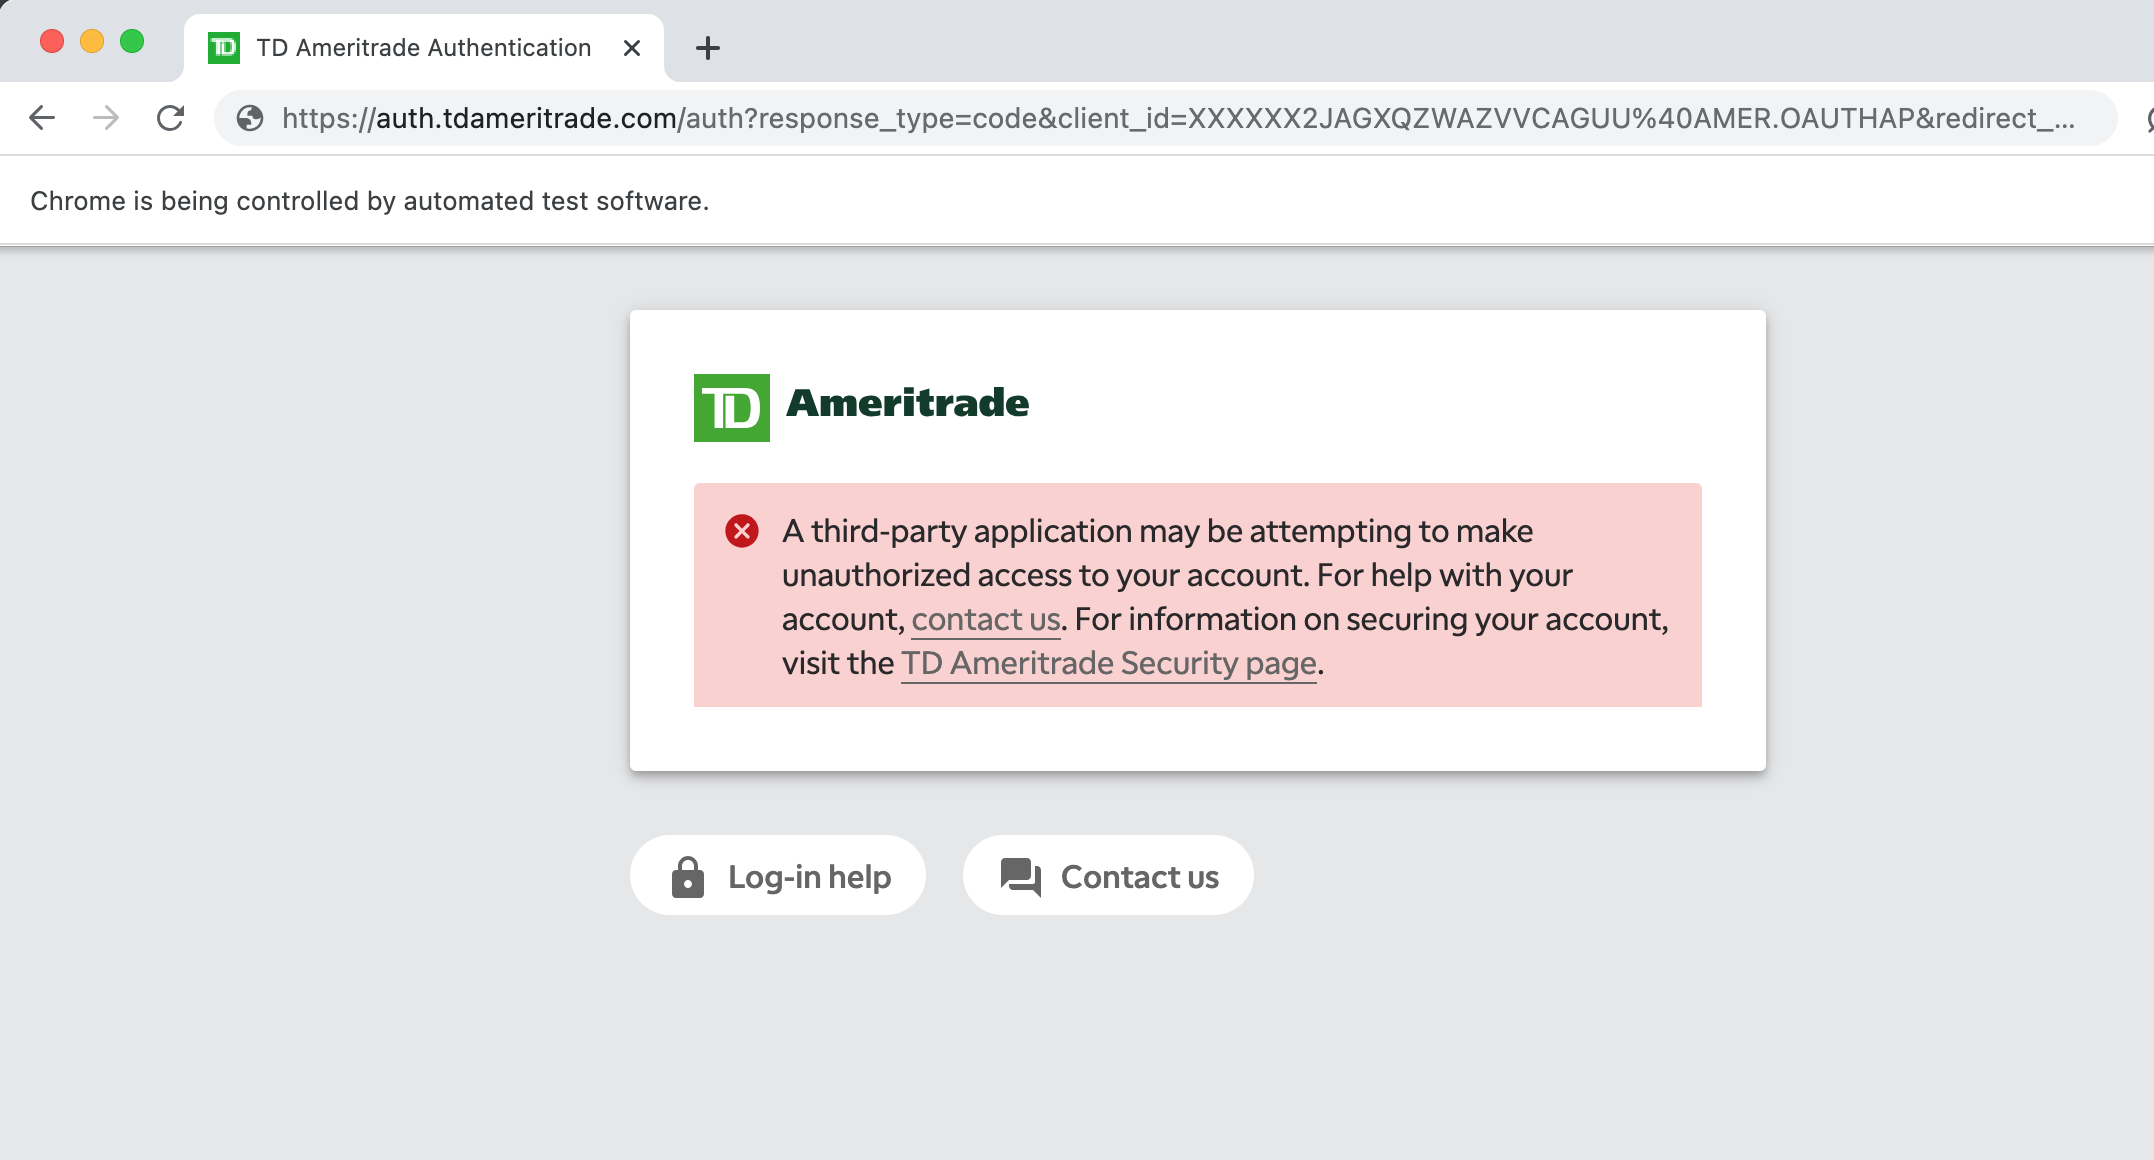 TD Ameritrade Authentication
https://auth.tdameritrade.com/auth?response_type=code&client_id=XXXXXX2JAGXQZWAZVVCAGUU%40AMER.OAUTHAP&redirect_...
Chrome is being controlled by automated test software.
TD Ameritrade
A third-party application may be attempting to make
unauthorized access to your account. For help with your
account, contact us. For information on securing your account,
visit the TD Ameritrade Security page.
Log-in help
Contact us